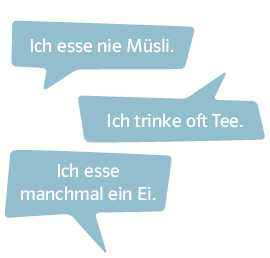 Ich esse nie Müsli.
Ich trinke oft Tee.
Ich esse
manchmal ein Ei.